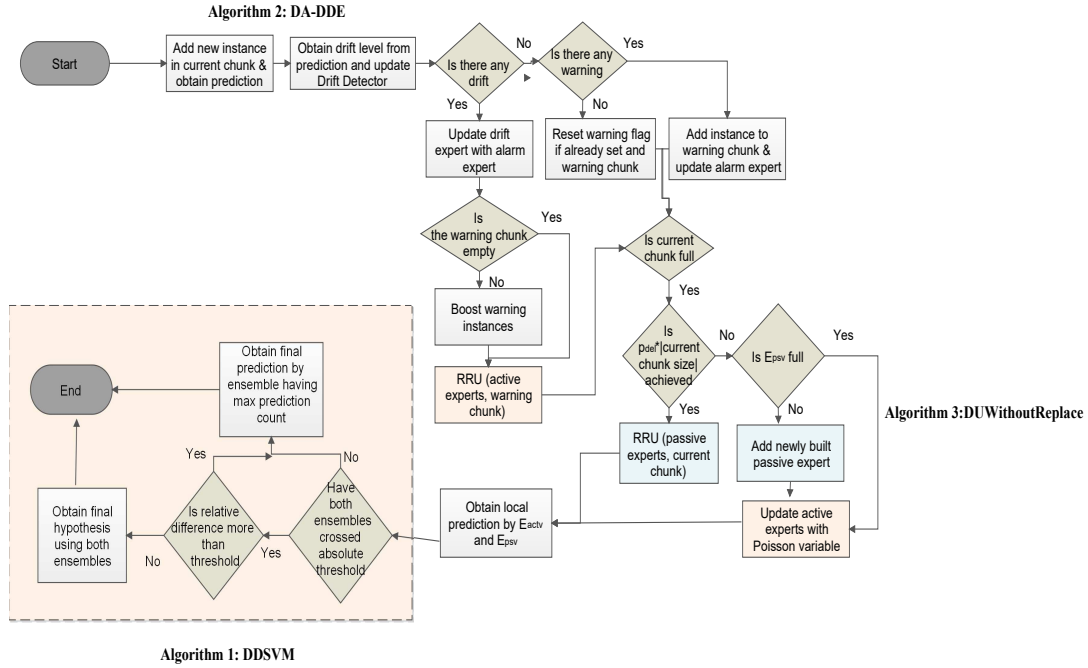 Algorithm 2: DA-DDE
Start
Add new instance
in current chunk &
obtain prediction
Obtain drift level from
prediction and update
Drift Detector
Is there any
drift
No
Is there any
warning
Yes
Yes
No
Update drift
expert with alarm
expert
Reset warning flag
if already set and
warning chunk
Add instance to
warning chunk &
update alarm expert
Is
the warning chunk
empty
Yes
No
Is current
chunk full
Yes
Boost warning
instances
RRU (active
experts, warning
chunk)
Is
pdel*|current
chunk size|
achieved
No
Is Epsv full
Yes
Yes
No
Algorithm 3:DUWithoutReplace
RRU (passive
experts, current
chunk)
Add newly built
passive expert
Update active
experts with
Poisson variable
Obtain local
prediction by Eactv
and Epsv
Have
both
ensembles
crossed
absolute
threshold
No
Yes
Is relative
difference more
than
threshold
Yes
No
Obtain final
prediction by
ensemble having
max prediction
count
Obtain final
hypothesis
using both
ensembles
End
Algorithm 1: DDSVM